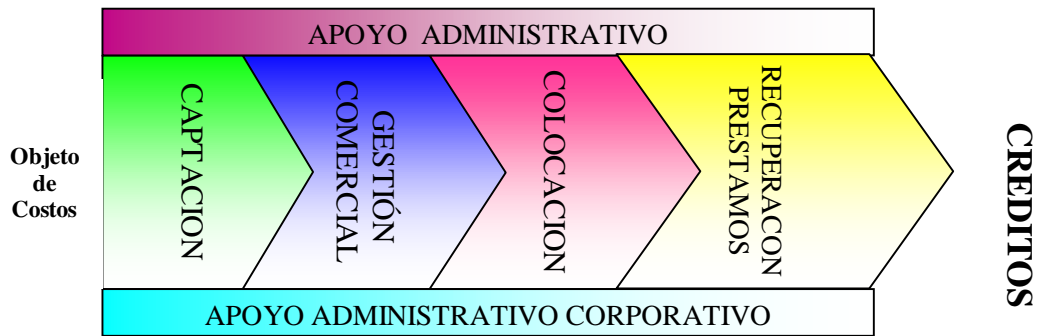 APOYO ADMINISTRATIVO
Objeto
de
Costos
CAPTACION
GESTIÓN
COMERCIAL
COLOCACION
RECUPERACON
PRESTAMOS
CREDITOS
APOYO ADMINISTRATIVO CORPORATIVO